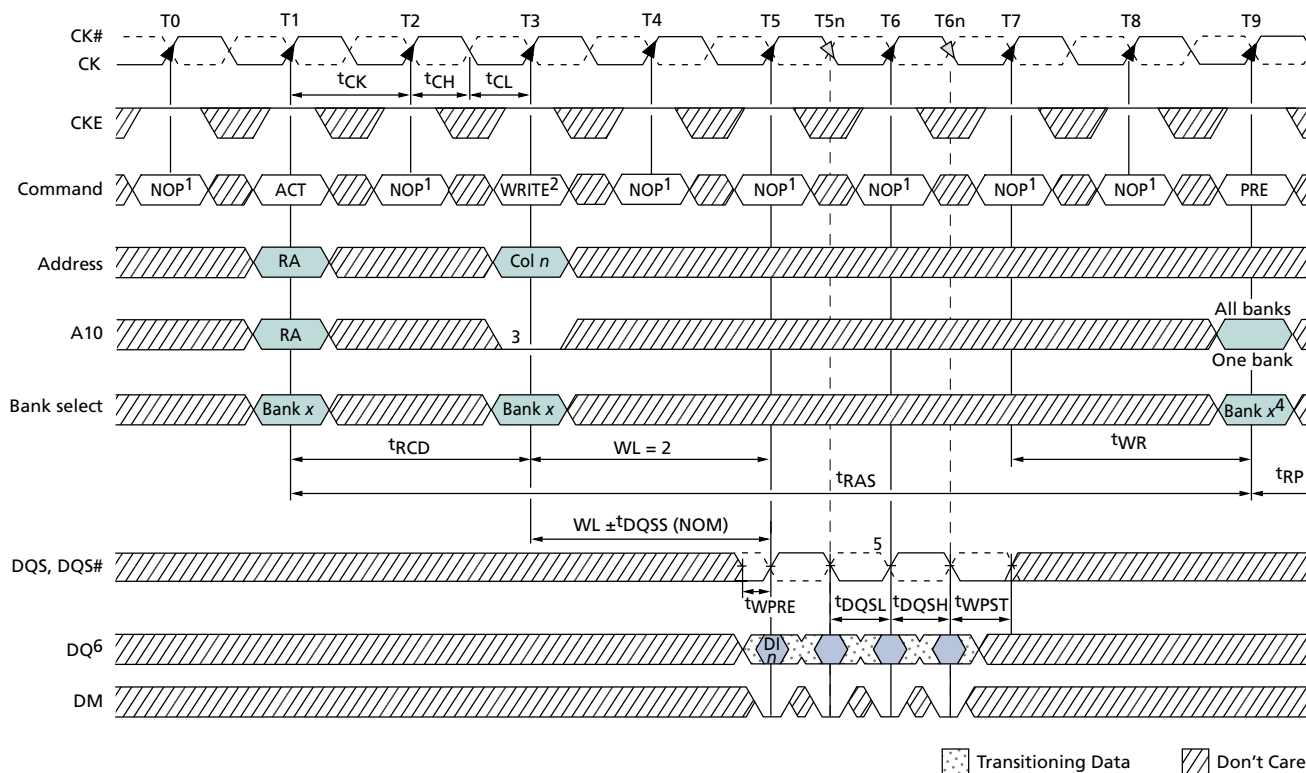 T0 T1 T2 T3 T4 T5 T5n T6 T6n T7 T8 T9
CK#
CK
tCK tCH tCL
CKE
Command NOP1 ACT NOP1 WRITE2 NOP1 NOP1 NOP1 NOP1 NOP1 PRE
Address RA Col n
All banks
A10 RA 3
One bank
Bank select Bank x Bank x Bank x4
tRCD WL = 2 tWR
tRAS tRP
WL ±tDQSS (NOM)
5
DQS, DQS#
tWPRE tDQSL tDQSH tWPST
DQ6 DI
n
DM
Transitioning Data Don't Care